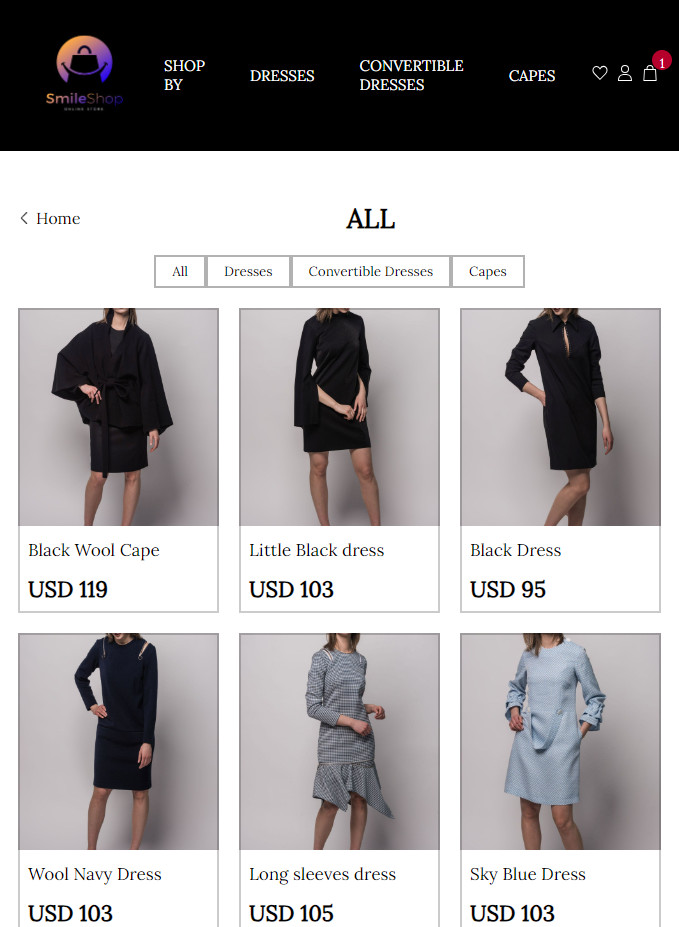 SmileShop
ONLINE STORE
SHOP
BY
DRESSES
CONVERTIBLE
DRESSES
CAPES
1
Home
ALL
All
Dresses
Convertible Dresses
Capes
Black Wool Cape
USD 119
Little Black dress
USD 103
Black Dress
USD 95
Wool Navy Dress
USD 103
Long sleeves dress
USD 105
Sky Blue Dress
USD 103